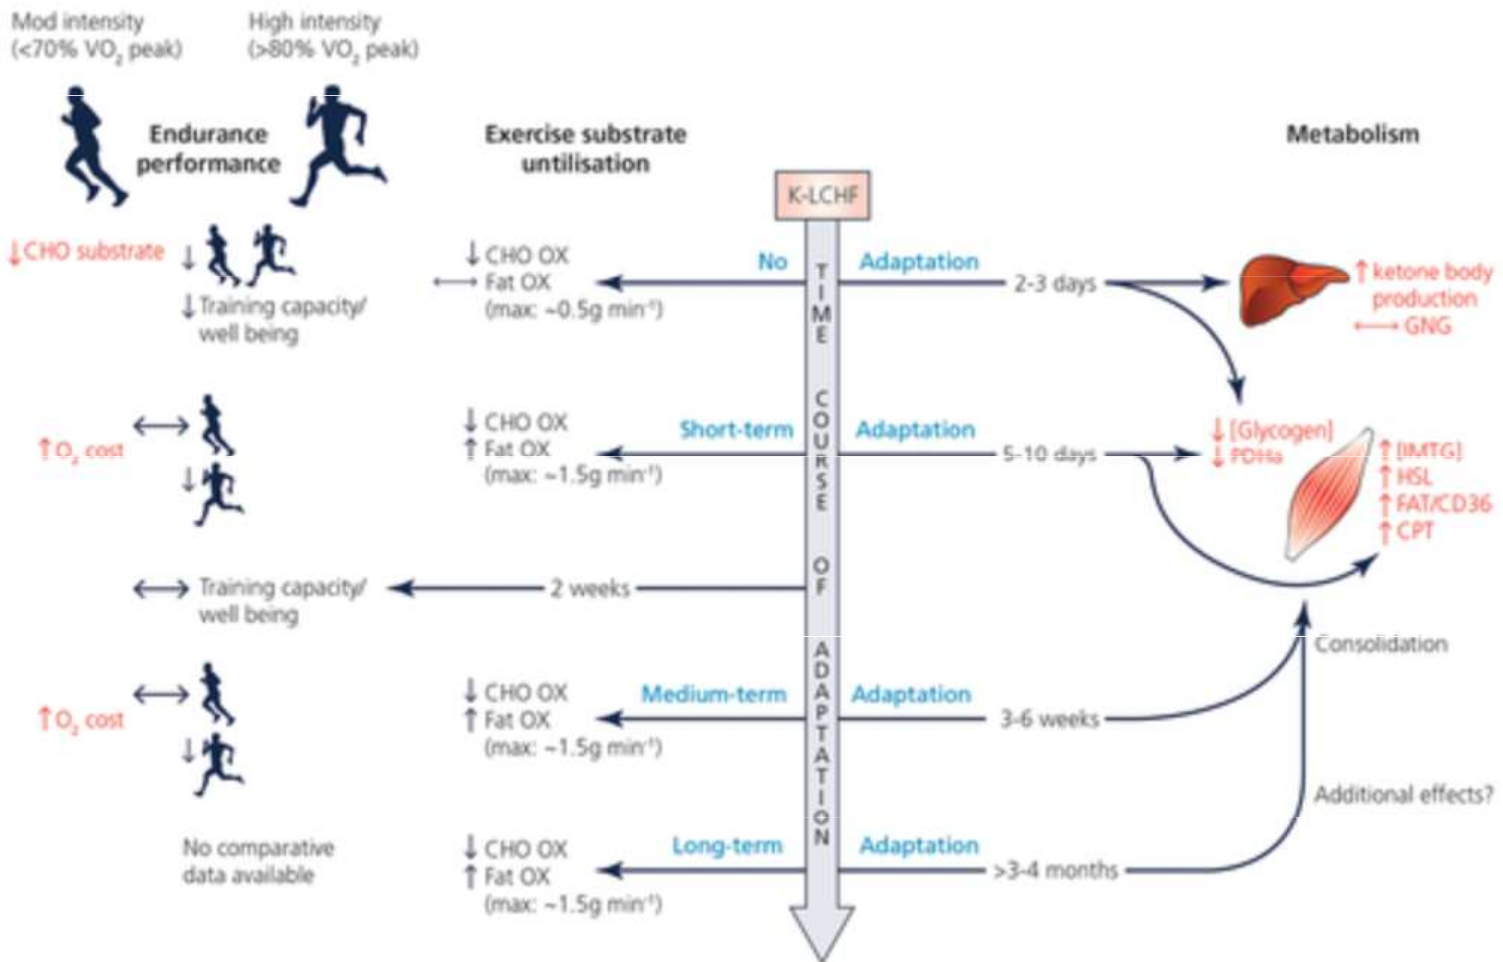 Mod intensity
(<70% VO₂ peak)
High intensity
(>80% VO₂ peak)
Endurance
performance
Exercise substrate
untilisation
Metabolism
K-LCHF
TIME COURSE OF ADAPTATION
↓CHO substrate
↓
↓Training capacity/
well being
↓ CHO OX
↔ Fat OX
(max: ~0.5g min⁻¹)
No Adaptation
2-3 days
↑ ketone body
production
↔ GNG
↑O₂ cost
↔
↓
↓ CHO OX
↑ Fat OX
(max: ~1.5g min⁻¹)
Short-term Adaptation
5-10 days
↓ [Glycogen]
↓ PDHa
↑ [IMTG]
↑ HSL
↑ FAT/CD36
↑ CPT
↔ Training capacity/
well being
2 weeks
Consolidation
↑O₂ cost
↔
↓
↓ CHO OX
↑ Fat OX
(max: ~1.5g min⁻¹)
Medium-term Adaptation
3-6 weeks
Additional effects?
No comparative
data available
↓ CHO OX
↑ Fat OX
(max: ~1.5g min⁻¹)
Long-term Adaptation
>3-4 months